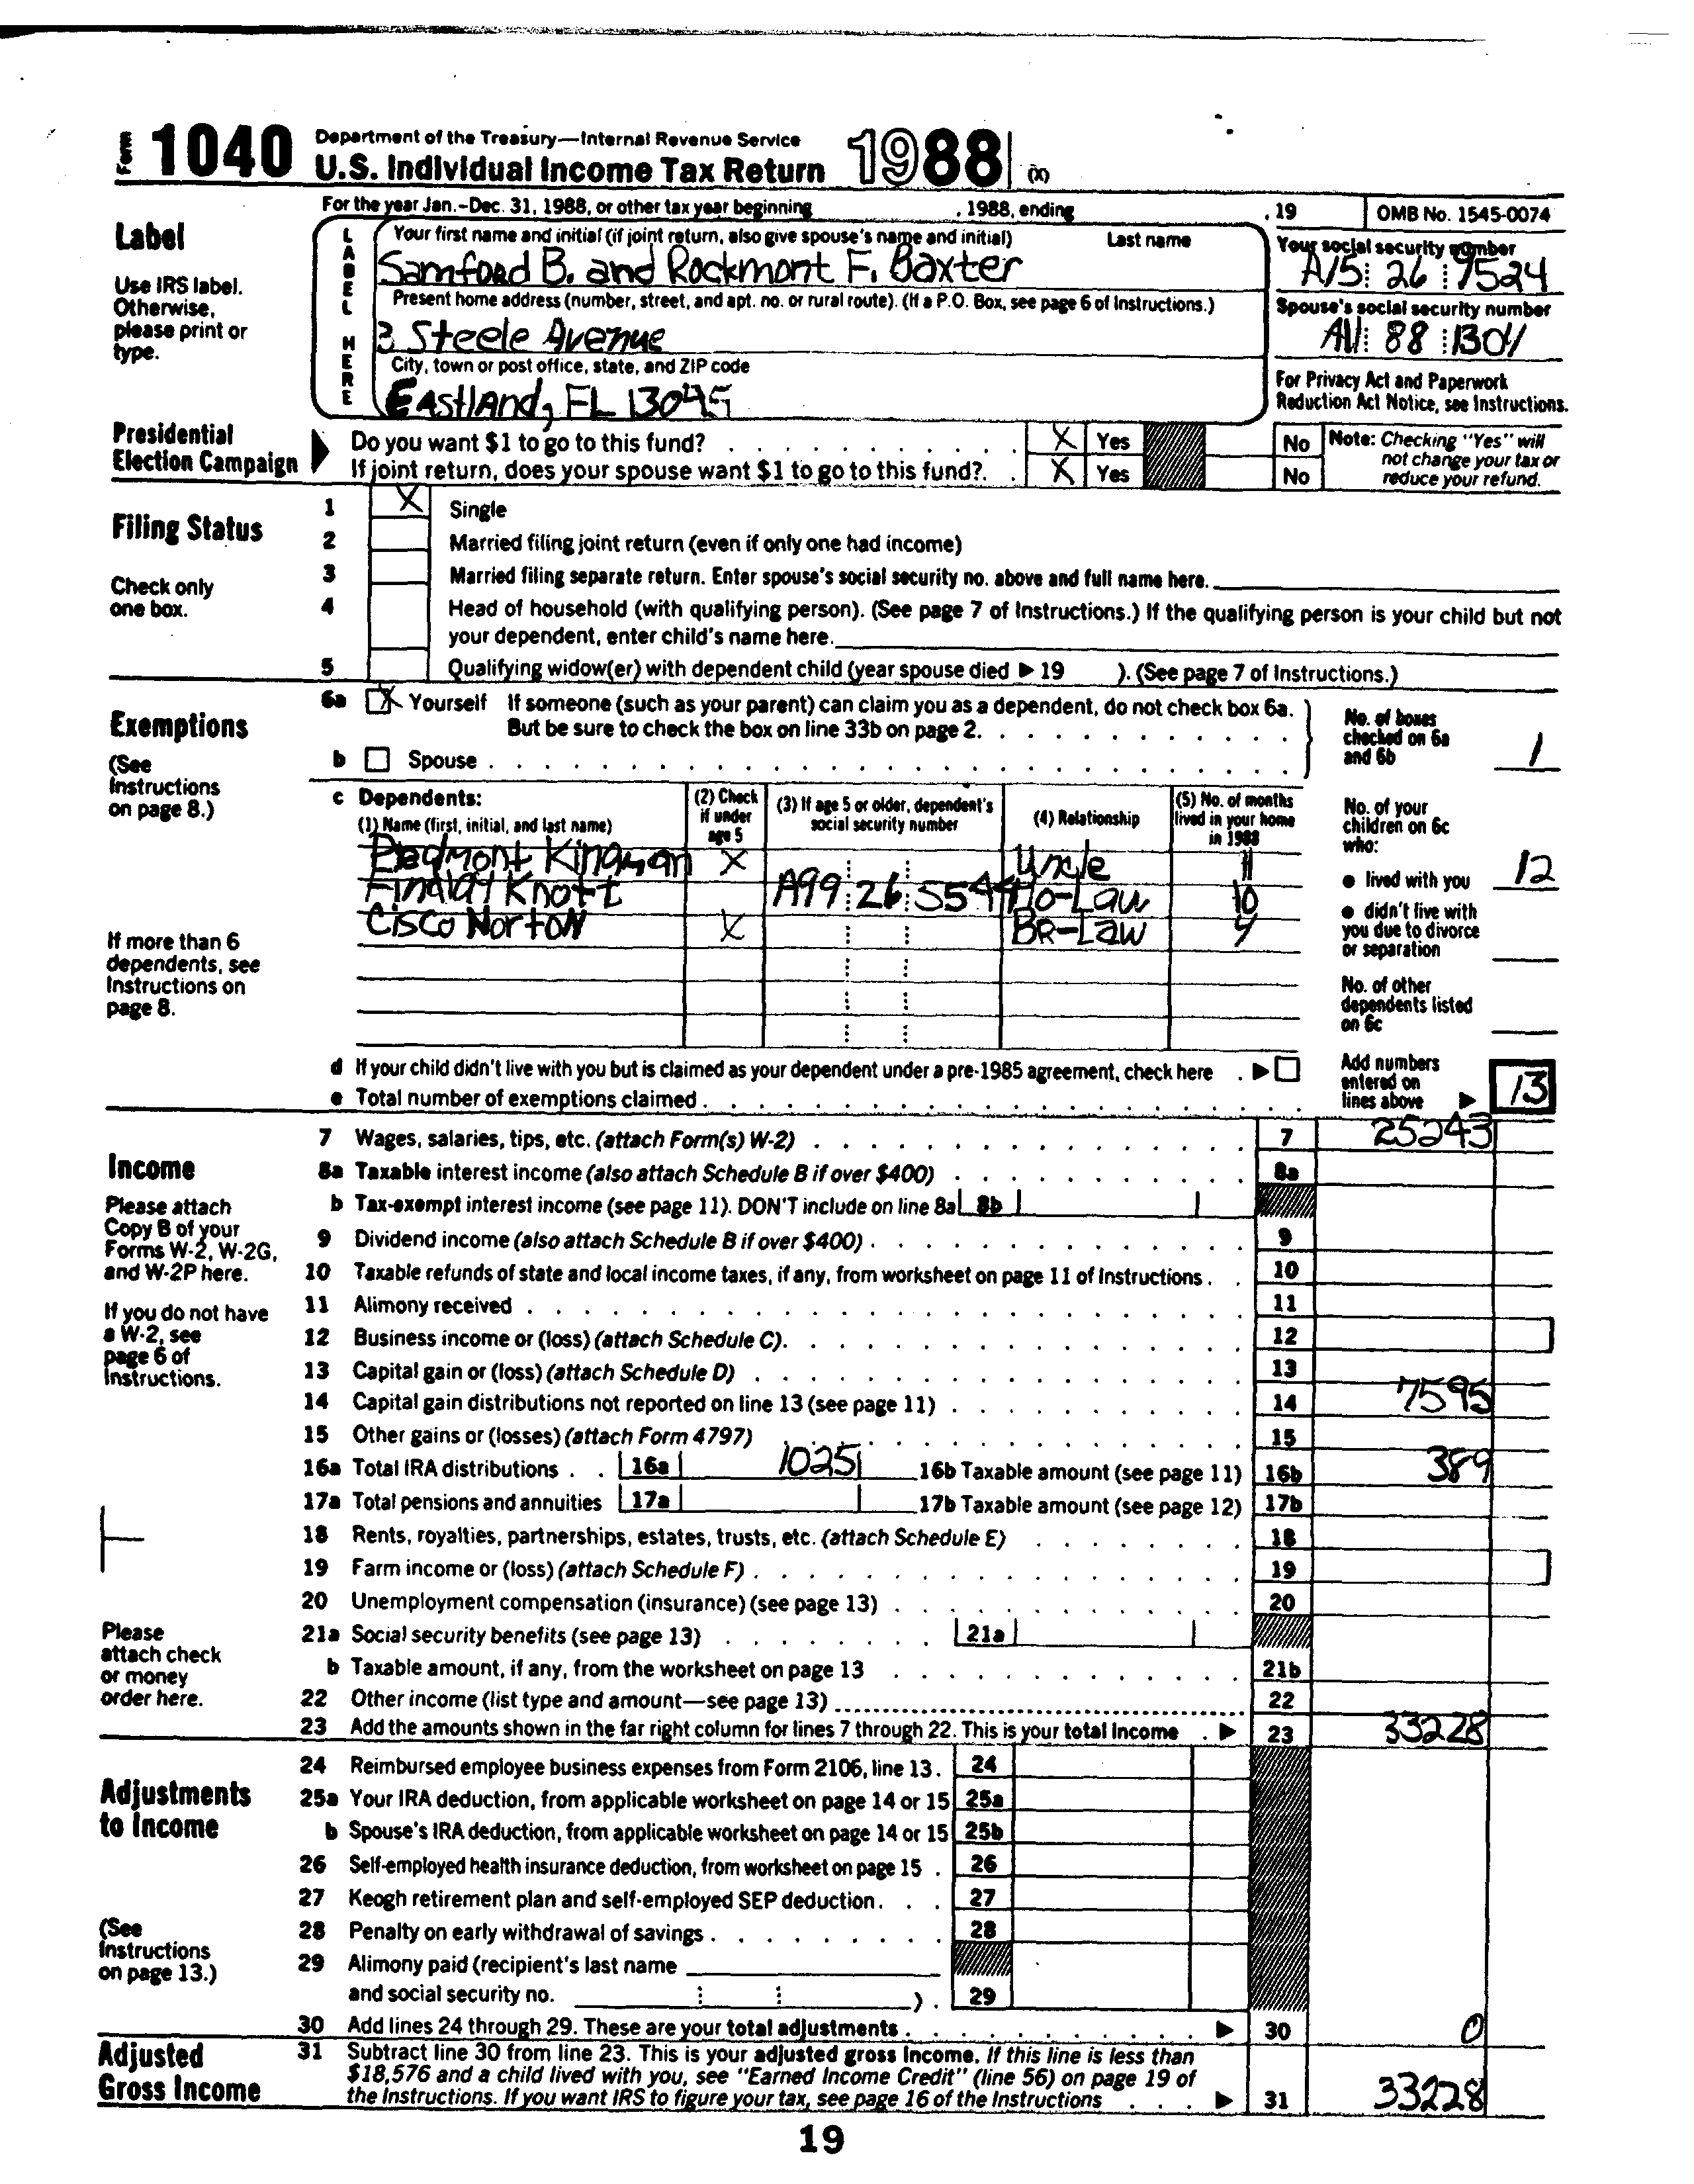 Form 1040 Department of the Treasury—Internal Revenue Service
U.S. Individual Income Tax Return 1988 (X)
For the year Jan.–Dec. 31, 1988, or other tax year beginning , 1988, ending , 19 OMB No. 1545-0074
Label
Use IRS label. Otherwise, please print or type.
LABEL HERE
Your first name and initial (if joint return, also give spouse's name and initial) Last name
Samford B. and Rockmont F. Baxter
Your social security number
A15 26 9524
Present home address (number, street, and apt. no. or rural route). (If a P.O. Box, see page 6 of Instructions.)
3 Steele Avenue
Spouse's social security number
City, town or post office, state, and ZIP code
Eastland, FL 13045
For Privacy Act and Paperwork Reduction Act Notice, see Instructions.
Presidential Election Campaign
Do you want $1 to go to this fund? X Yes No
If joint return, does your spouse want $1 to go to this fund? X Yes No
Note: Checking "Yes" will not change your tax or reduce your refund.
Filing Status
Check only one box.
1 X Single
2 Married filing joint return (even if only one had income)
3 Married filing separate return. Enter spouse's social security no. above and full name here.
4 Head of household (with qualifying person). (See page 7 of Instructions.) If the qualifying person is your child but not
your dependent, enter child's name here.
5 Qualifying widow(er) with dependent child (year spouse died ▶ 19 ). (See page 7 of Instructions.)
Exemptions
(See Instructions on page 8.)
6a X Yourself If someone (such as your parent) can claim you as a dependent, do not check box 6a.
But be sure to check the box on line 33b on page 2.
b Spouse
No. of boxes checked on 6a and 6b 1
c Dependents:
(1) Name (first, initial, and last name) (2) Check if under age 5 (3) If age 5 or older, dependent's social security number (4) Relationship (5) No. of months lived in your home in 1988
Piedmont Kingman X Uncle 11
Findlay Knott A99 26 5544 Mo-Law 10
Cisco Norton X BR-Law 4
If more than 6 dependents, see Instructions on page 8.
No. of your children on 6c who:
● lived with you 12
● didn't live with you due to divorce or separation
No. of other dependents listed on 6c
d If your child didn't live with you but is claimed as your dependent under a pre-1985 agreement, check here ▶
e Total number of exemptions claimed
Add numbers entered on lines above ▶ 13
Income
Please attach Copy B of your Forms W-2, W-2G, and W-2P here.
If you do not have a W-2, see page 6 of Instructions.
Please attach check or money order here.
7 Wages, salaries, tips, etc. (attach Form(s) W-2) 7 25243
8a Taxable interest income (also attach Schedule B if over $400) 8a
b Tax-exempt interest income (see page 11). DON'T include on line 8a 8b
9 Dividend income (also attach Schedule B if over $400) 9
10 Taxable refunds of state and local income taxes, if any, from worksheet on page 11 of Instructions 10
11 Alimony received 11
12 Business income or (loss) (attach Schedule C) 12
13 Capital gain or (loss) (attach Schedule D) 13
14 Capital gain distributions not reported on line 13 (see page 11) 14 7595
15 Other gains or (losses) (attach Form 4797) 15
16a Total IRA distributions 16a 1025 16b Taxable amount (see page 11) 16b 389
17a Total pensions and annuities 17a 17b Taxable amount (see page 12) 17b
18 Rents, royalties, partnerships, estates, trusts, etc. (attach Schedule E) 18
19 Farm income or (loss) (attach Schedule F) 19
20 Unemployment compensation (insurance) (see page 13) 20
21a Social security benefits (see page 13) 21a
b Taxable amount, if any, from the worksheet on page 13 21b
22 Other income (list type and amount—see page 13) 22
23 Add the amounts shown in the far right column for lines 7 through 22. This is your total income ▶ 23 33228
Adjustments to Income
(See Instructions on page 13.)
24 Reimbursed employee business expenses from Form 2106, line 13. 24
25a Your IRA deduction, from applicable worksheet on page 14 or 15 25a
b Spouse's IRA deduction, from applicable worksheet on page 14 or 15 25b
26 Self-employed health insurance deduction, from worksheet on page 15 26
27 Keogh retirement plan and self-employed SEP deduction 27
28 Penalty on early withdrawal of savings 28
29 Alimony paid (recipient's last name
and social security no. ) 29
30 Add lines 24 through 29. These are your total adjustments ▶ 30 0
Adjusted Gross Income
31 Subtract line 30 from line 23. This is your adjusted gross income. If this line is less than
$18,576 and a child lived with you, see "Earned Income Credit" (line 56) on page 19 of
the Instructions. If you want IRS to figure your tax, see page 16 of the Instructions ▶ 31 33228
19